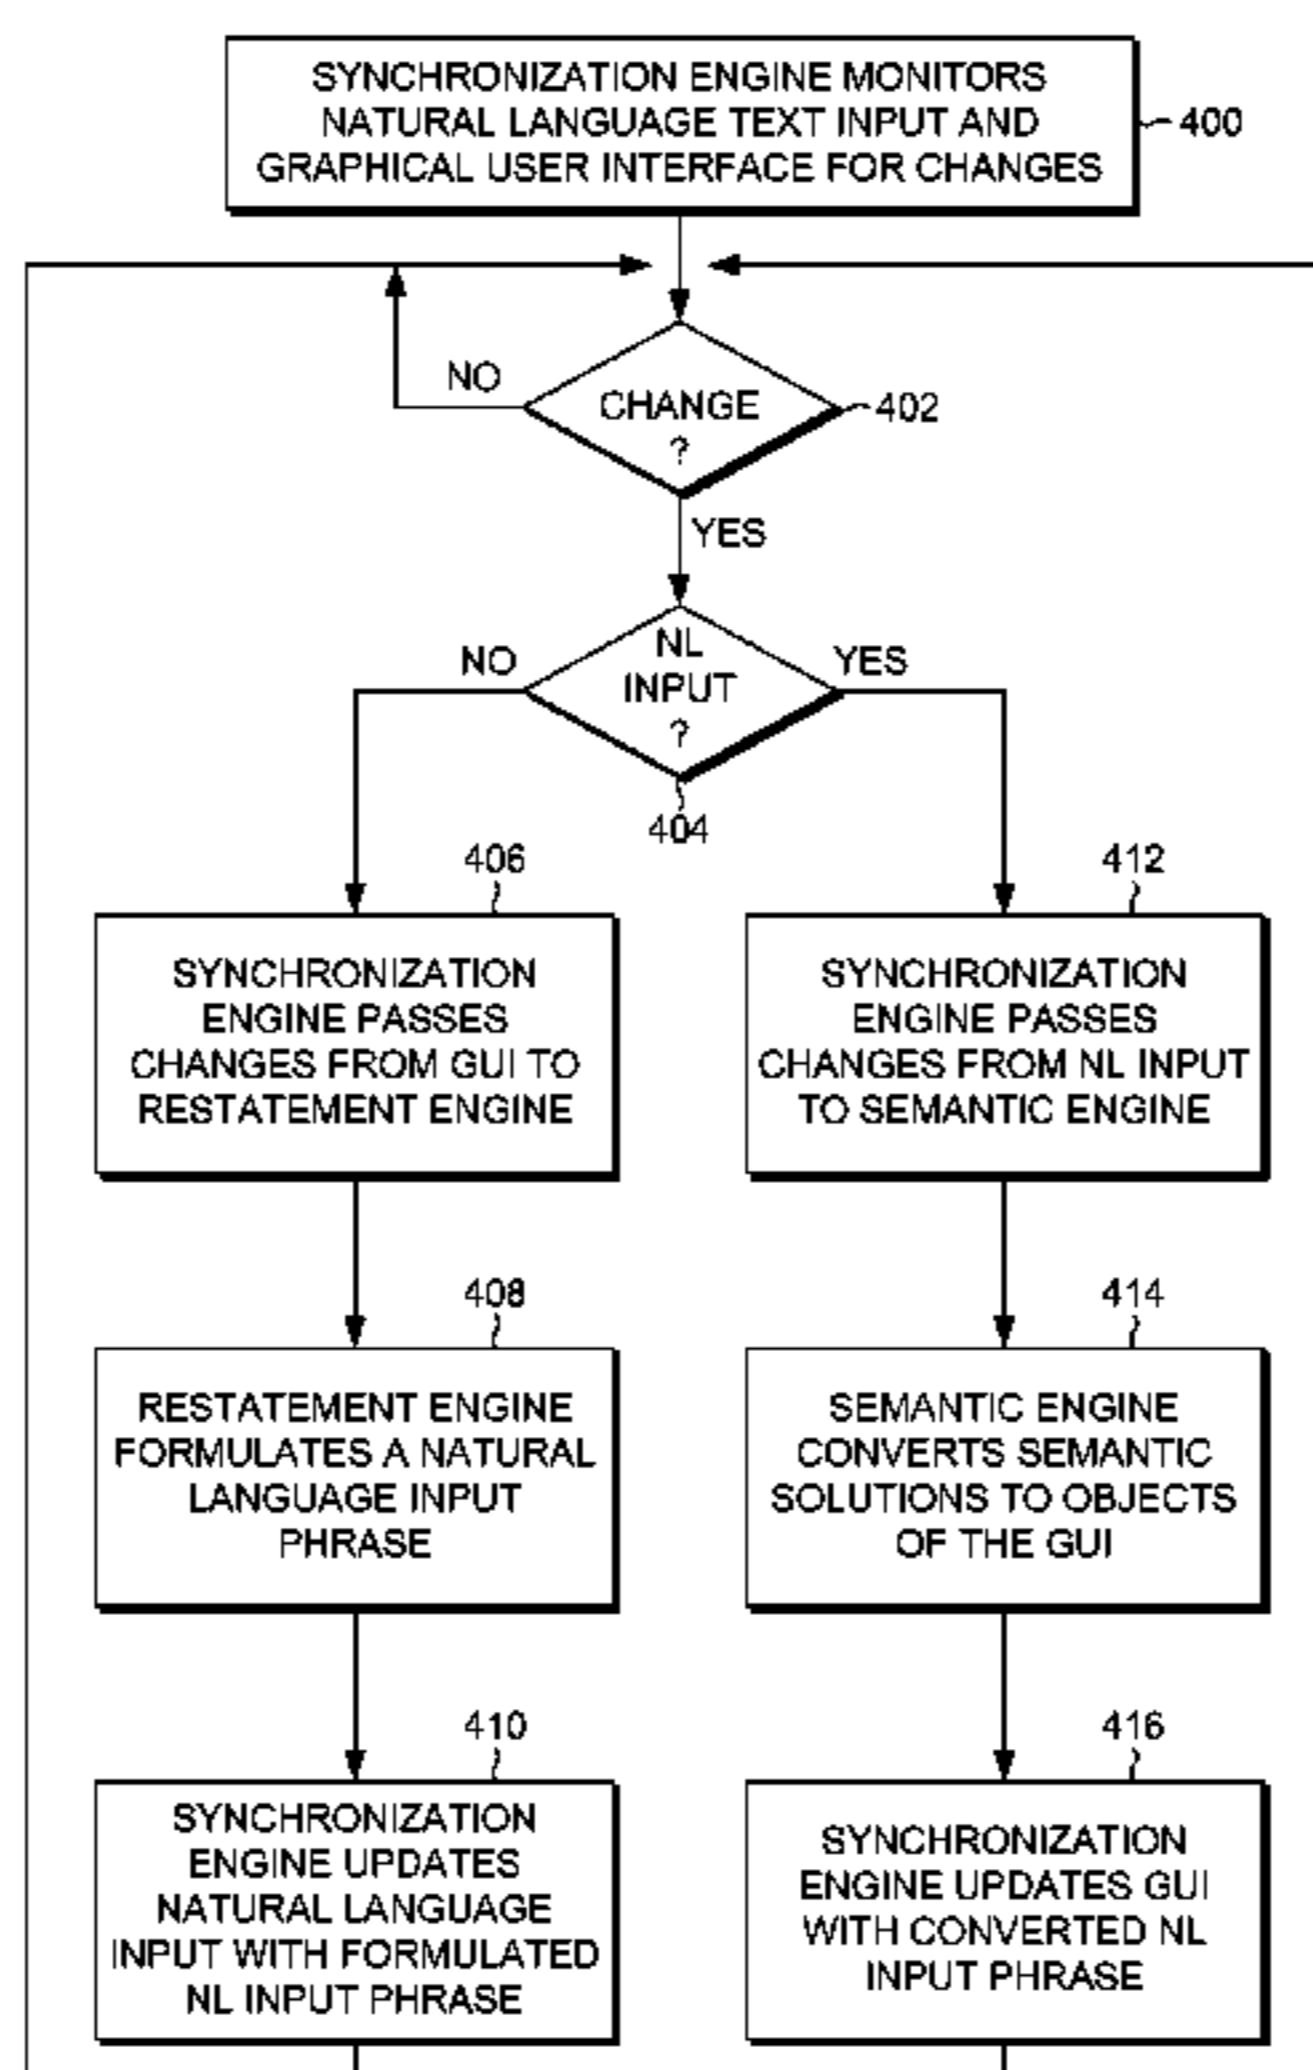 SYNCHRONIZATION ENGINE MONITORS
NATURAL LANGUAGE TEXT INPUT AND
GRAPHICAL USER INTERFACE FOR CHANGES
400
NO
CHANGE
?
402
YES
NO
NL
INPUT
?
YES
404
406
SYNCHRONIZATION
ENGINE PASSES
CHANGES FROM GUI TO
RESTATEMENT ENGINE
412
SYNCHRONIZATION
ENGINE PASSES
CHANGES FROM NL INPUT
TO SEMANTIC ENGINE
408
RESTATEMENT ENGINE
FORMULATES A NATURAL
LANGUAGE INPUT
PHRASE
414
SEMANTIC ENGINE
CONVERTS SEMANTIC
SOLUTIONS TO OBJECTS
OF THE GUI
410
SYNCHRONIZATION
ENGINE UPDATES
NATURAL LANGUAGE
INPUT WITH FORMULATED
NL INPUT PHRASE
416
SYNCHRONIZATION
ENGINE UPDATES GUI
WITH CONVERTED NL
INPUT PHRASE